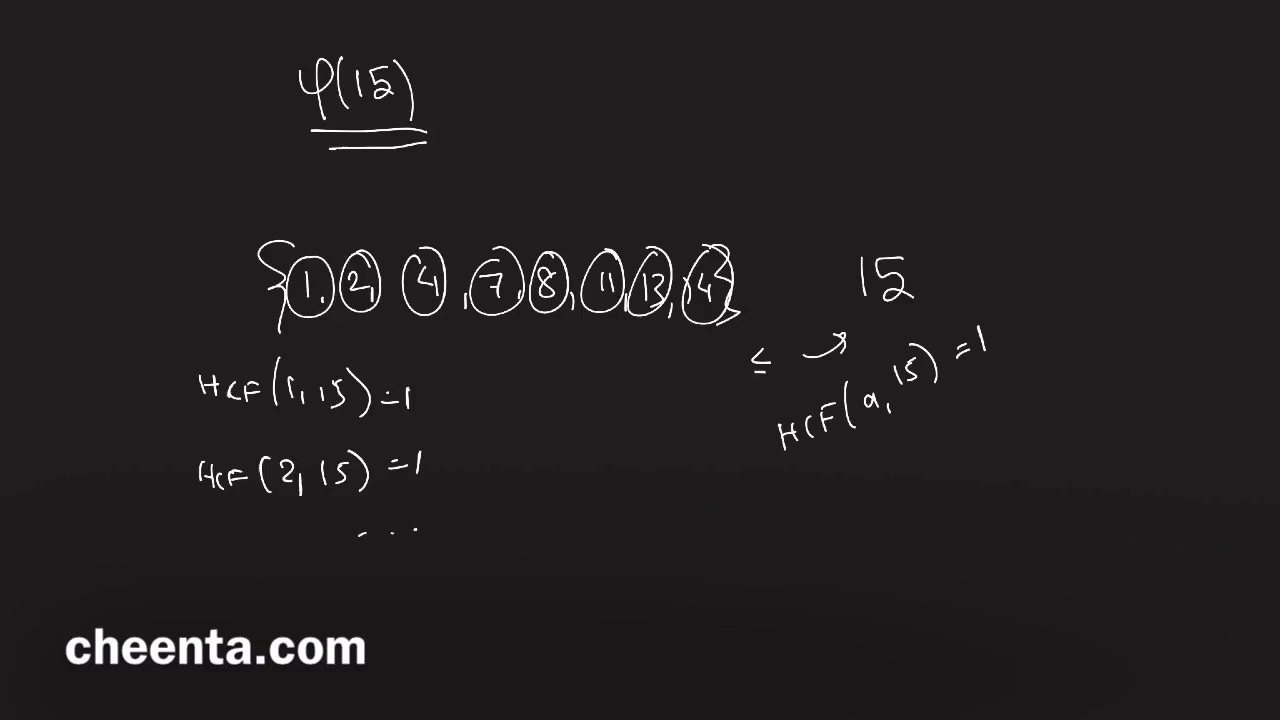 φ(15)
{1, 2, 4, 7, 8, 11, 13, 14} 15
≤
HCF(1, 15) = 1
HCF(a, 15) = 1
HCF(2, 15) = 1
...
cheenta.com